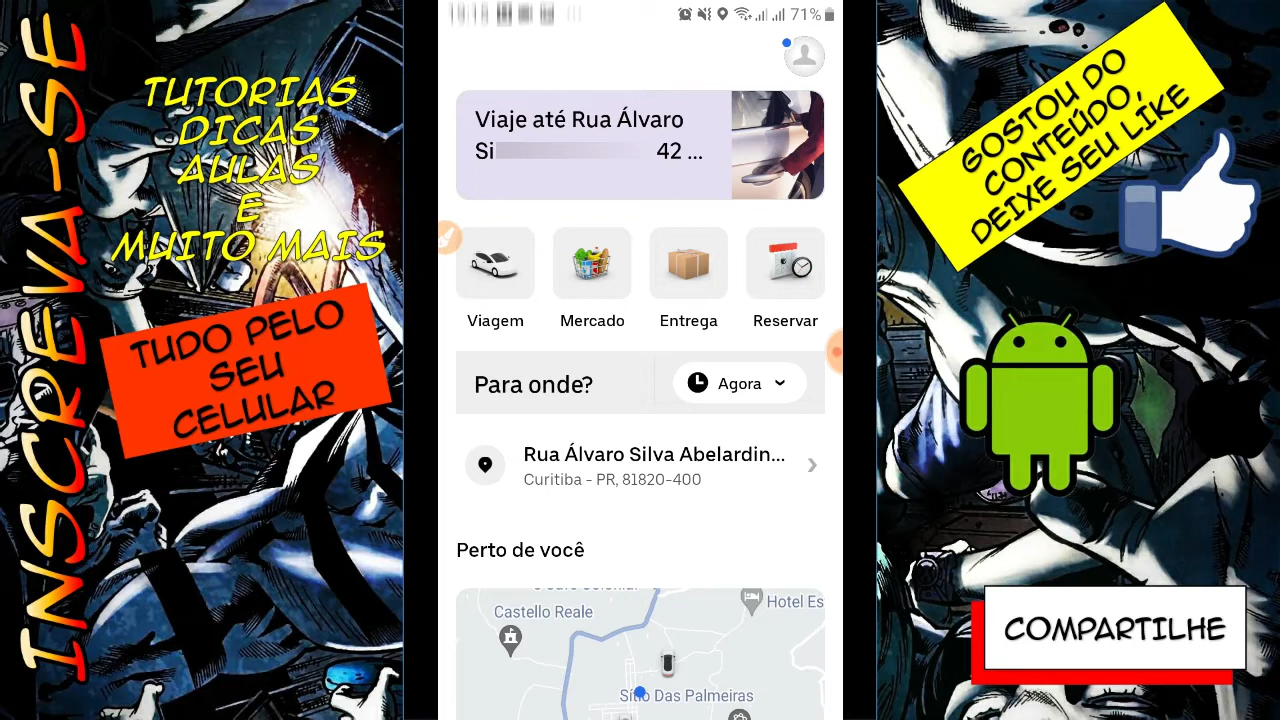 INSCREVA-SE
TUTORIAS
DICAS
AULAS
E
MUITO MAIS
TUDO PELO
SEU
CELULAR
71%
Viaje até Rua Álvaro
Si 42 ...
Viagem
Mercado
Entrega
Reservar
Para onde?
Agora
Rua Álvaro Silva Abelardin...
Curitiba - PR, 81820-400
Perto de você
Castello Reale
Hotel Es
Sítio Das Palmeiras
GOSTOU DO
CONTEÚDO,
DEIXE SEU LIKE
COMPARTILHE